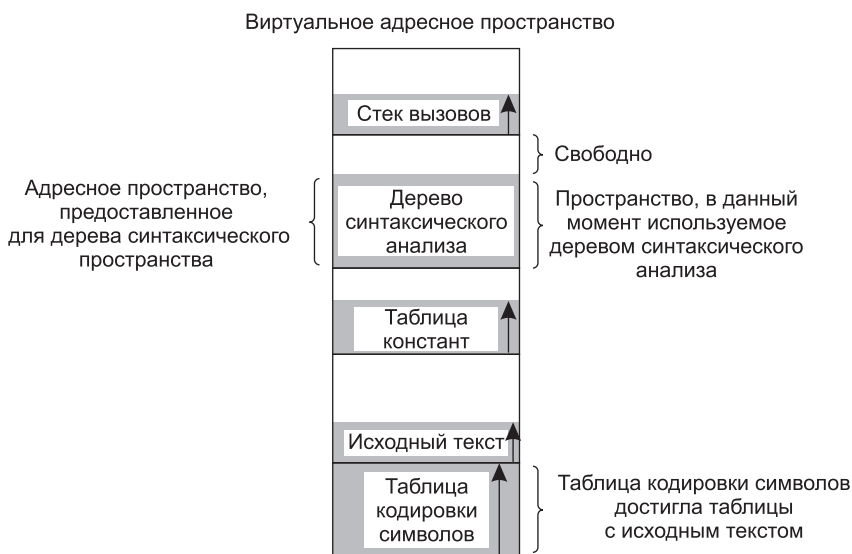 Виртуальное адресное пространство
Стек вызовов
Свободно
Адресное пространство,
предоставленное
для дерева синтаксического
пространства
Дерево
синтаксического
анализа
Пространство, в данный
момент используемое
деревом синтаксического
анализа
Таблица
констант
Исходный текст
Таблица
кодировки
символов
Таблица кодировки символов
достигла таблицы
с исходным текстом